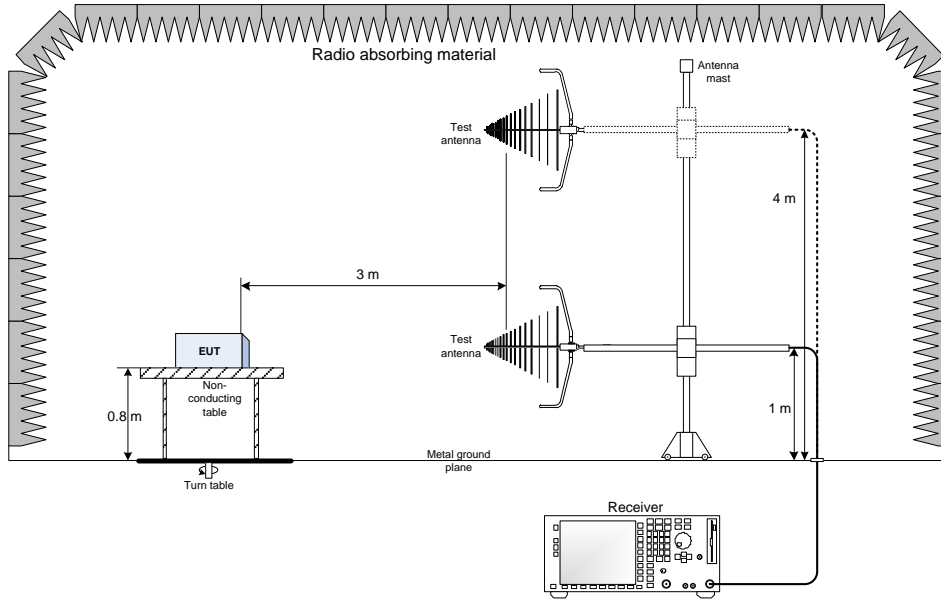 Radio absorbing material
Antenna
mast
Test
antenna
4 m
3 m
EUT
Test
antenna
Non-
conducting
table
0.8 m
1 m
Metal ground
plane
Turn table
Receiver